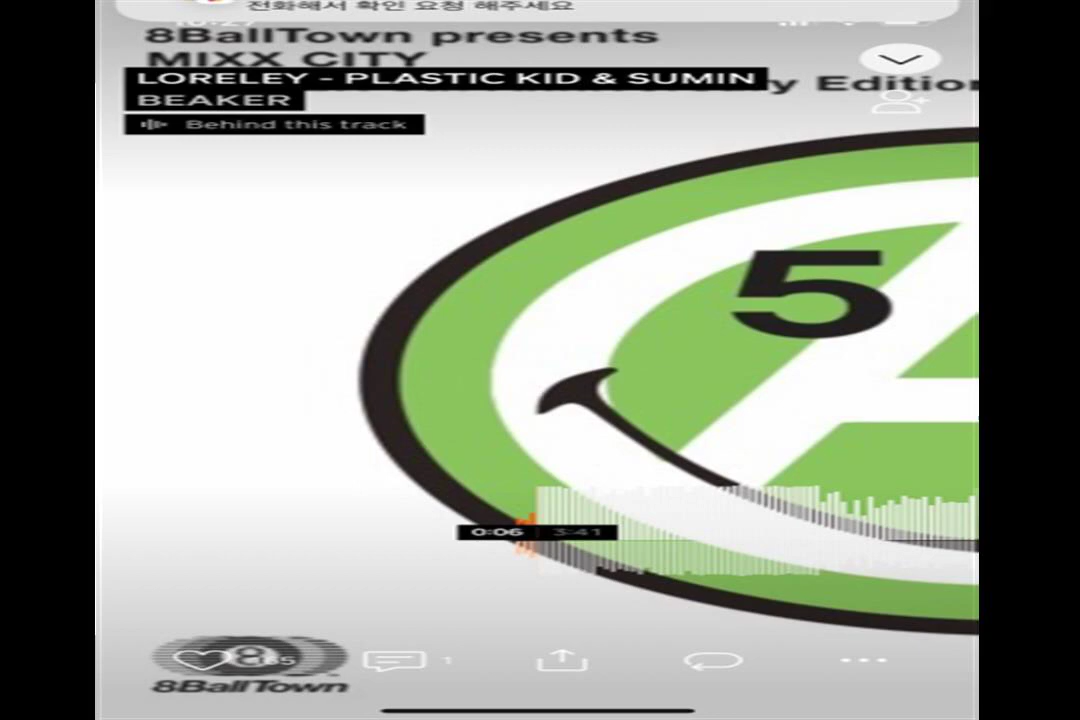 전화해서 확인 요청 해주세요
8BallTown presents
MIXX CITY
LORELEY - PLASTIC KID & SUMIN
y Edition
BEAKER
Behind this track
5
0:06 3:41
1
8BallTown